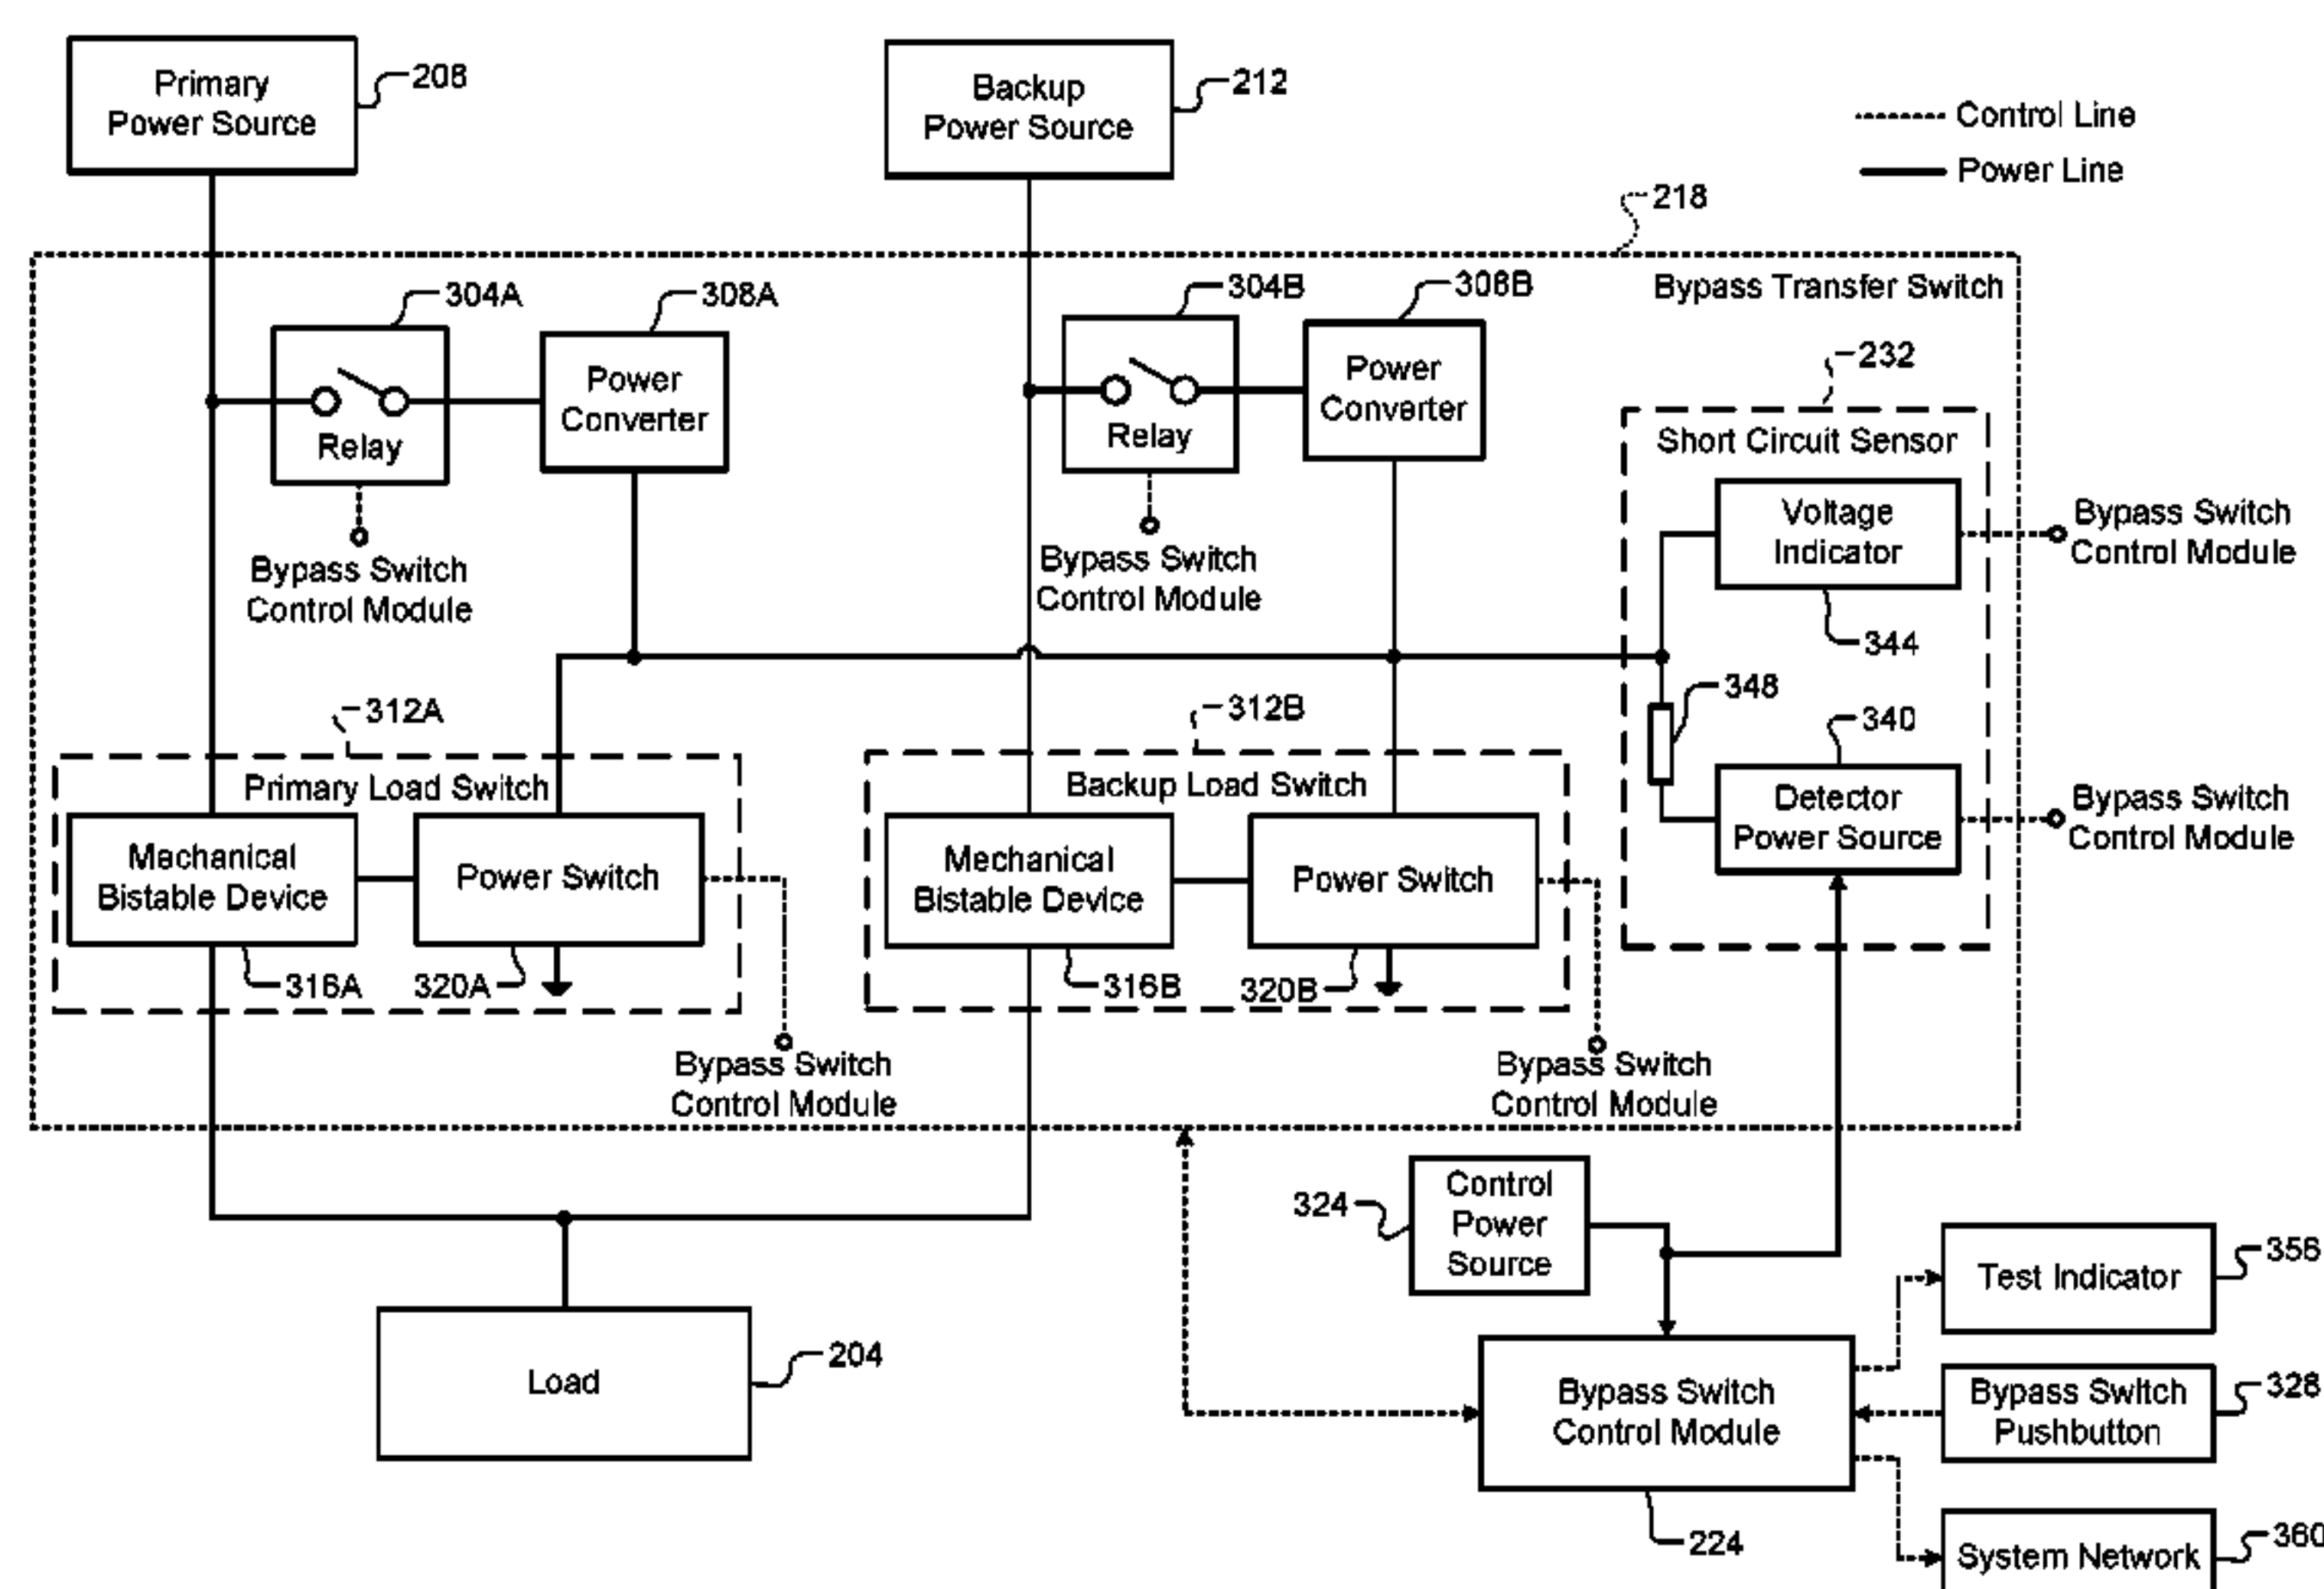 Primary
Power Source
208
Backup
Power Source
212
Control Line
Power Line
218
Bypass Transfer Switch
304A
308A
304B
308B
Relay
Power
Converter
Relay
Power
Converter
232
Short Circuit Sensor
Voltage
Indicator
344
Bypass Switch
Control Module
Bypass Switch
Control Module
Bypass Switch
Control Module
348
340
Detector
Power Source
Bypass Switch
Control Module
312A
Primary Load Switch
Mechanical
Bistable Device
Power Switch
316A
320A
Bypass Switch
Control Module
312B
Backup Load Switch
Mechanical
Bistable Device
Power Switch
316B
320B
Bypass Switch
Control Module
324
Control
Power
Source
Load
204
Bypass Switch
Control Module
224
Test Indicator
356
Bypass Switch
Pushbutton
328
System Network
360